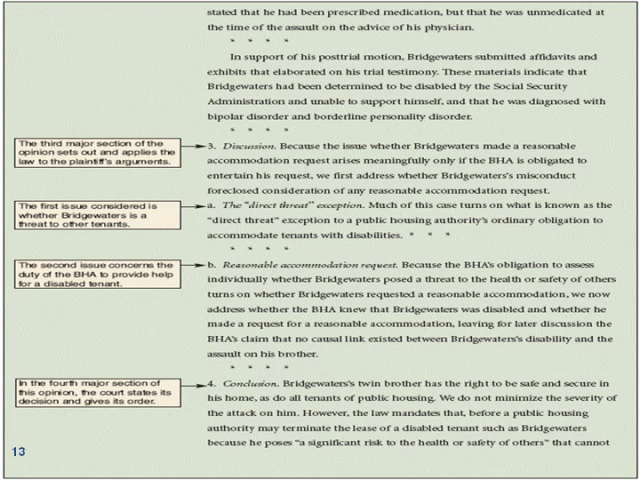 stated that he had been prescribed medication, but that he was unmedicated at
the time of the assault on the advice of his physician.
* * * *
In support of his posttrial motion, Bridgewaters submitted affidavits and
exhibits that elaborated on his trial testimony. These materials indicate that
Bridgewaters had been determined to be disabled by the Social Security
Administration and unable to support himself, and that he was diagnosed with
bipolar disorder and borderline personality disorder.
* * * *
The third major section of the
opinion sets out and applies the
law to the plaintiff's arguments.
3. Discussion. Because the issue whether Bridgewaters made a reasonable
accommodation request arises meaningfully only if the BHA is obligated to
entertain his request, we first address whether Bridgewaters's misconduct
foreclosed consideration of any reasonable accommodation request.
The first issue considered is
whether Bridgewaters is a
threat to other tenants.
a. The "direct threat" exception. Much of this case turns on what is known as the
"direct threat" exception to a public housing authority's ordinary obligation to
accommodate tenants with disabilities. * * *
* * * *
The second issue concerns the
duty of the BHA to provide help
for a disabled tenant.
b. Reasonable accommodation request. Because the BHA's obligation to assess
individually whether Bridgewaters posed a threat to the health or safety of others
turns on whether Bridgewaters requested a reasonable accommodation, we now
address whether the BHA knew that Bridgewaters was disabled and whether he
made a request for a reasonable accommodation, leaving for later discussion the
BHA's claim that no causal link existed between Bridgewaters's disability and the
assault on his brother.
* * * *
In the fourth major section of
this opinion, the court states its
decision and gives its order.
4. Conclusion. Bridgewaters's twin brother has the right to be safe and secure in
his home, as do all tenants of public housing. We do not minimize the severity of
the attack on him. However, the law mandates that, before a public housing
authority may terminate the lease of a disabled tenant such as Bridgewaters
because he poses "a significant risk to the health or safety of others" that cannot
13